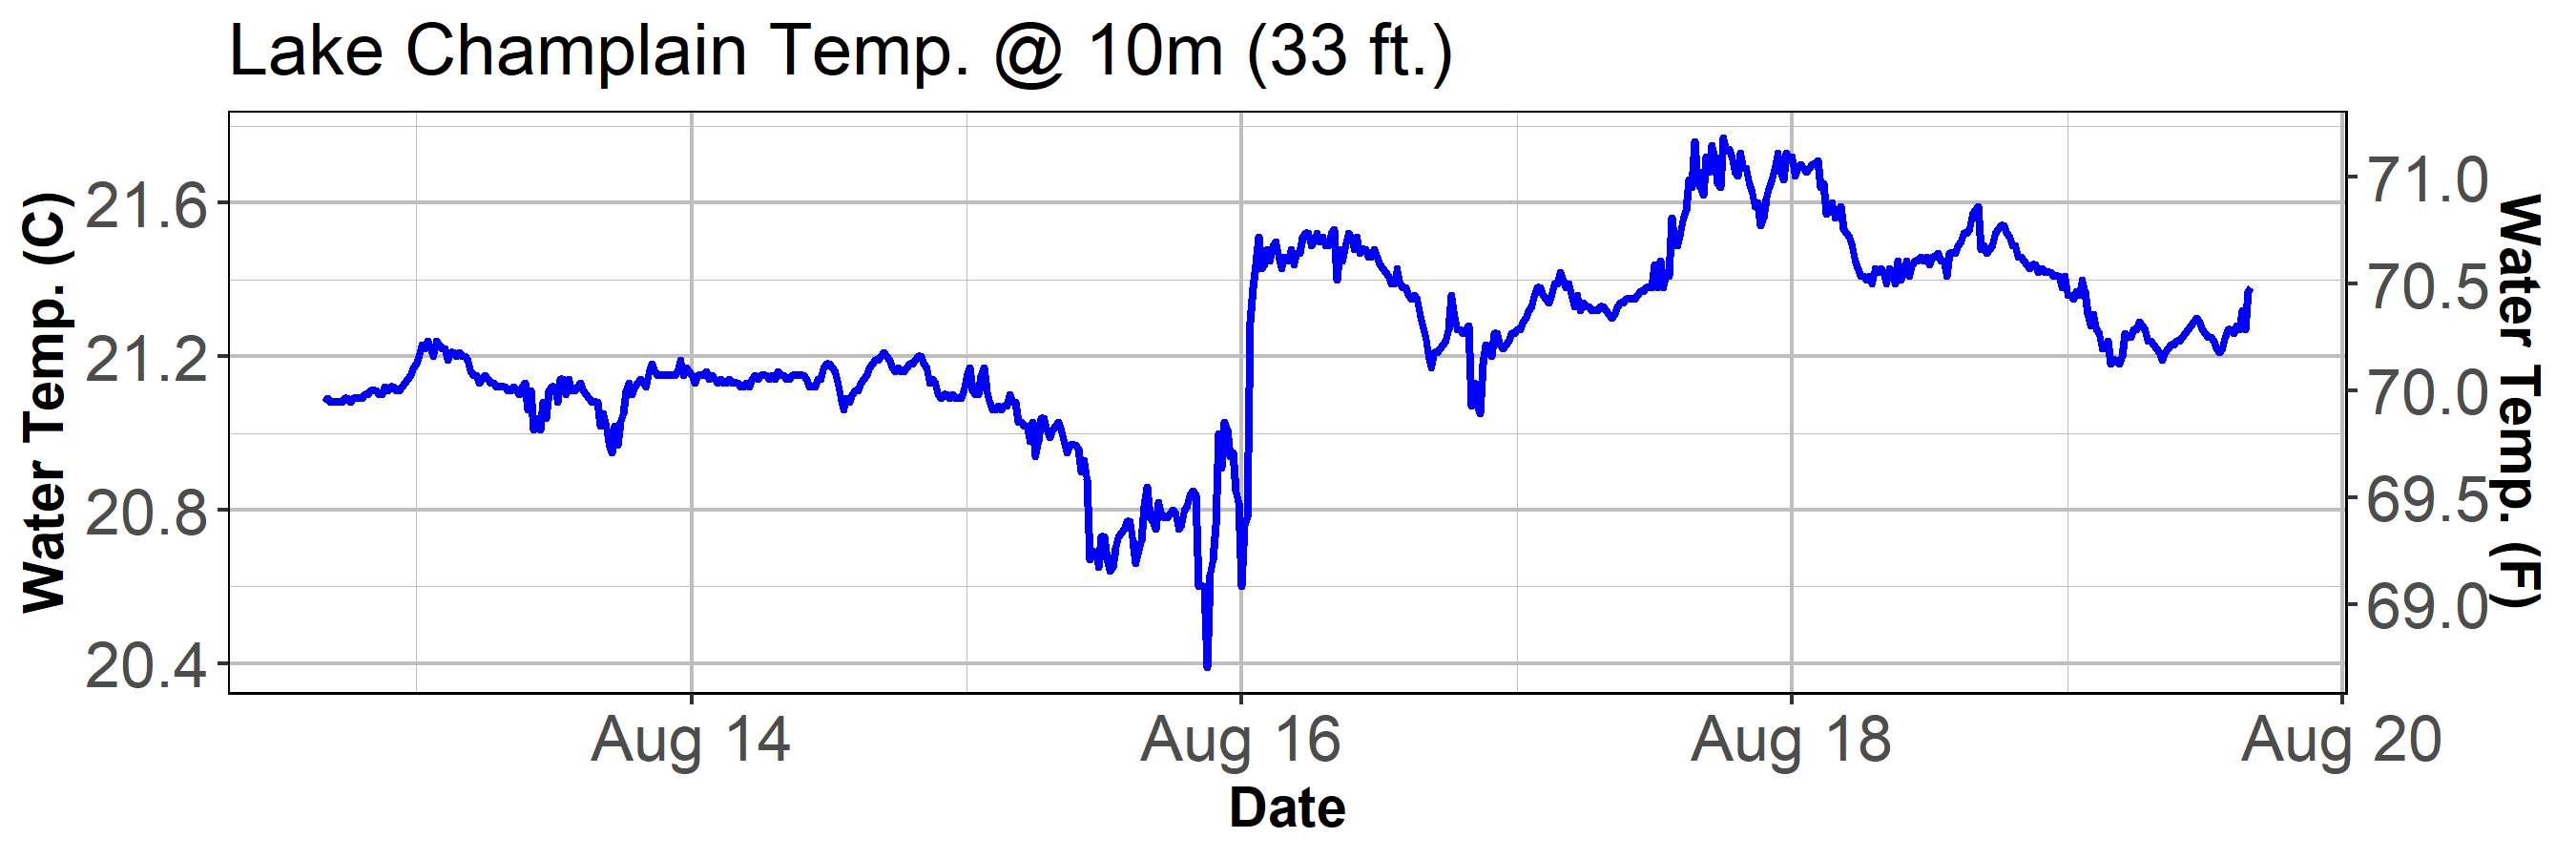 Lake Champlain Temp. @ 10m (33 ft.)
Water Temp. (C)
21.6
21.2
20.8
20.4
71.0
70.5
70.0
69.5
69.0
Water Temp. (F)
Aug 14
Aug 16
Aug 18
Aug 20
Date